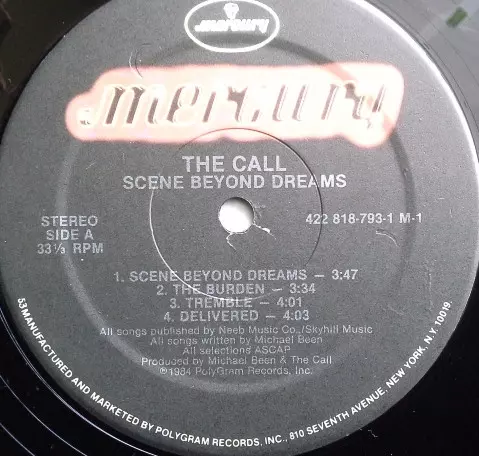 mercury
mercury
THE CALL
SCENE BEYOND DREAMS
STEREO
SIDE A
33⅓ RPM
422 818-793-1 M-1
1. SCENE BEYOND DREAMS – 3:47
2. THE BURDEN – 3:34
3. TREMBLE – 4:01
4. DELIVERED – 4:03
All songs published by Neeb Music Co./Skyhill Music
All songs written by Michael Been
All selections ASCAP
Produced by Michael Been & The Call
©1984 PolyGram Records, Inc.
53 MANUFACTURED AND MARKETED BY POLYGRAM RECORDS, INC., 810 SEVENTH AVENUE, NEW YORK, N.Y. 10019.